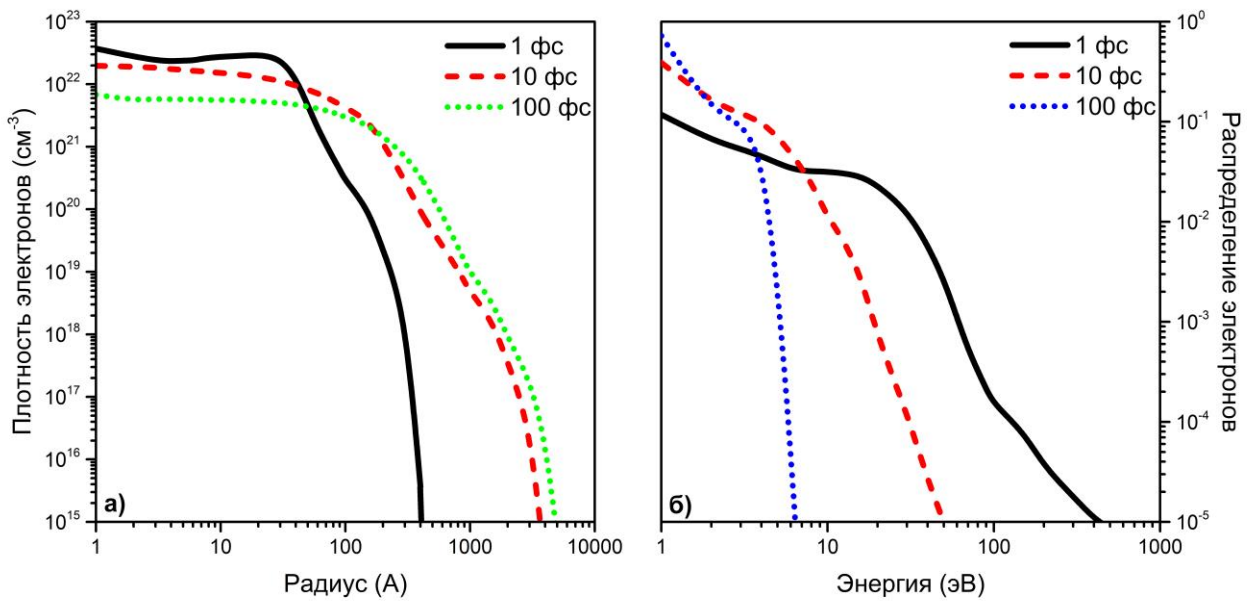 Плотность электронов (см⁻³)
10²³
10²²
10²¹
10²⁰
10¹⁹
10¹⁸
10¹⁷
10¹⁶
10¹⁵
1 фс
10 фс
100 фс
а)
1
10
100
1000
10000
Радиус (А)
1 фс
10 фс
100 фс
б)
10⁰
10⁻¹
10⁻²
10⁻³
10⁻⁴
10⁻⁵
Распределение электронов
1
10
100
1000
Энергия (эВ)